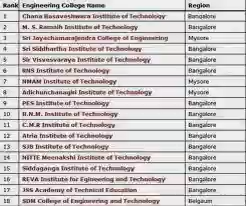 Rank Engineering College Name Region
1 Channa Basaveshwara Institute of Technology Bangalore
2 M. S. Ramaiah Institute of Technology Bangalore
3 Sri Jayachamarajendra College of Engineering Mysore
4 Sri Siddhartha Institute of Technology Bangalore
5 Sir Visvesvaraya Institute of Technology Bangalore
6 RNS Institute of Technology Bangalore
7 NMAM Institute of Technology Mysore
8 Adichunchanagiri Institute of Technology Mysore
9 PES Institute of Technology Bangalore
10 B.N.M. Institute of Technology Bangalore
11 C.M.R Institute of Technology Bangalore
12 Atria Institute of Technology Bangalore
13 SJB Institute of Technology Bangalore
14 NITTE Meenakshi Institute of Technology Bangalore
15 Siddaganga Institute of Technology Bangalore
16 REVA Institute for Egineering and Technology Bangalore
17 JSS Academy of Technical Education Bangalore
18 SDM College of Engineering and Technology Belgaum